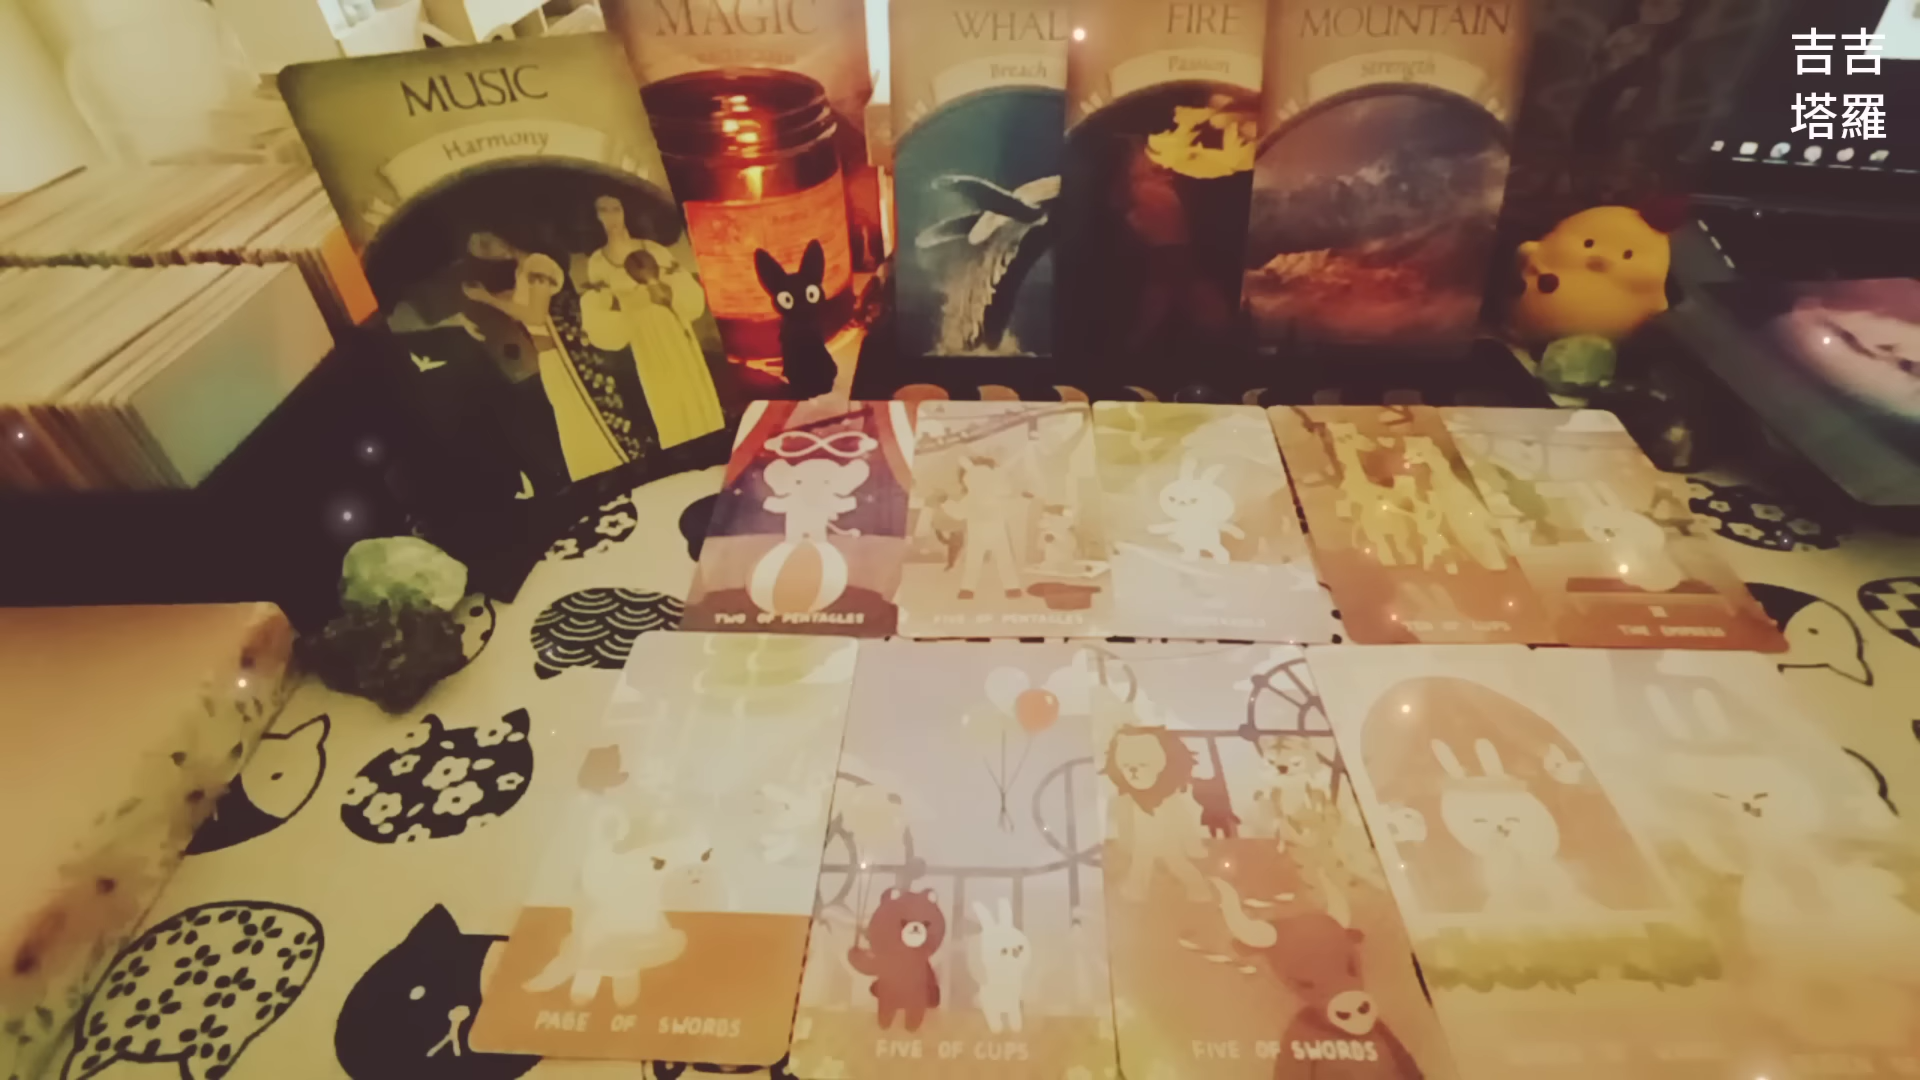 MUSIC
Harmony
MAGIC
WHAL
Breach
FIRE
Passion
MOUNTAIN
Strength
吉吉
塔羅
TWO OF PENTACLES
FIVE OF PENTACLES
TEN OF CUPS
THE EMPRESS
PAGE OF SWORDS
FIVE OF CUPS
FIVE OF SWORDS